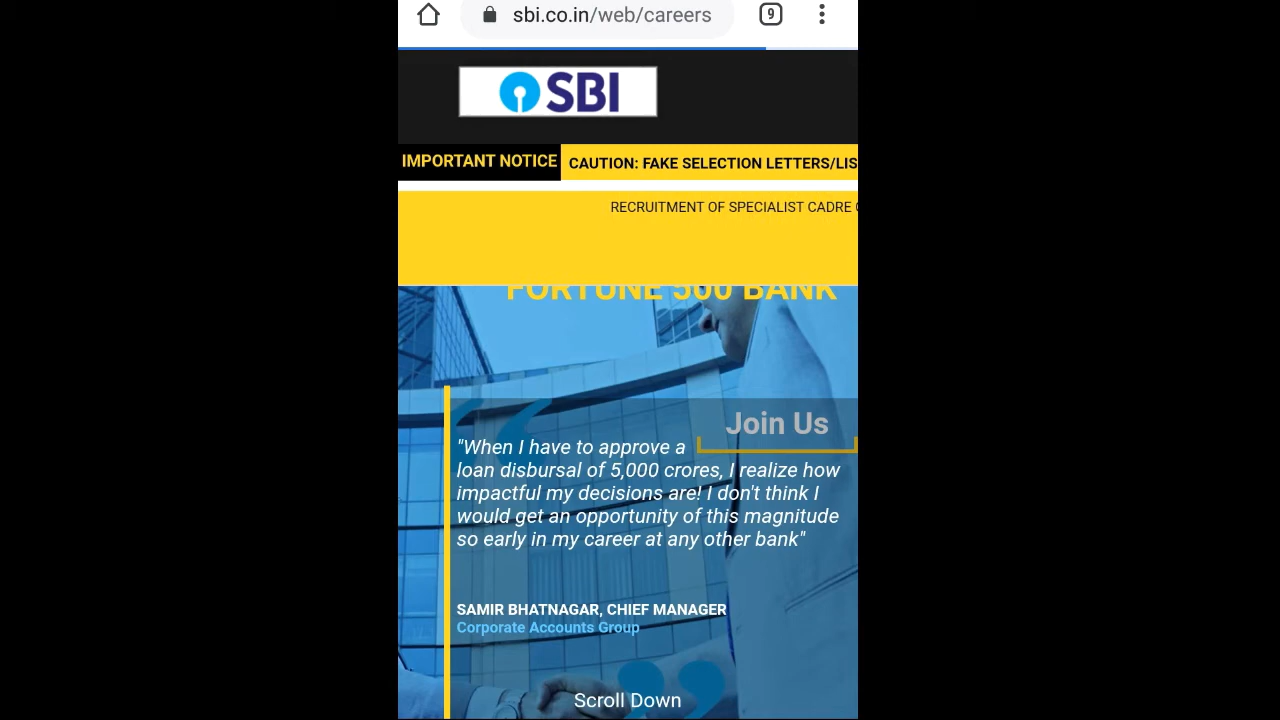 sbi.co.in/web/careers
9
SBI
IMPORTANT NOTICE
CAUTION: FAKE SELECTION LETTERS/LIS
RECRUITMENT OF SPECIALIST CADRE
FORTUNE 500 BANK
Join Us
"When I have to approve a
loan disbursal of 5,000 crores, I realize how
impactful my decisions are! I don't think I
would get an opportunity of this magnitude
so early in my career at any other bank"
SAMIR BHATNAGAR, CHIEF MANAGER
Corporate Accounts Group
Scroll Down